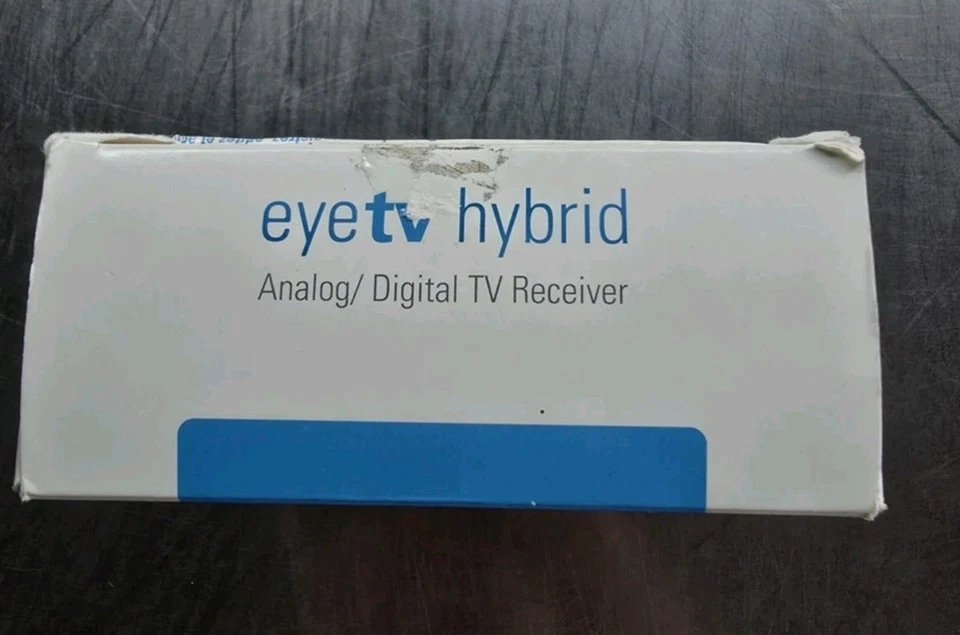 eyetv hybrid
Analog/ Digital TV Receiver